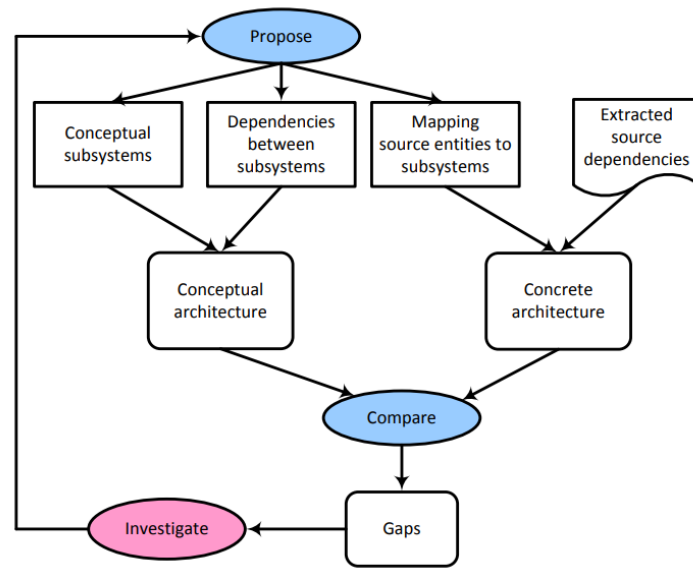 Propose
Conceptual
subsystems
Dependencies
between
subsystems
Mapping
source entities to
subsystems
Extracted
source
dependencies
Conceptual
architecture
Concrete
architecture
Compare
Investigate
Gaps